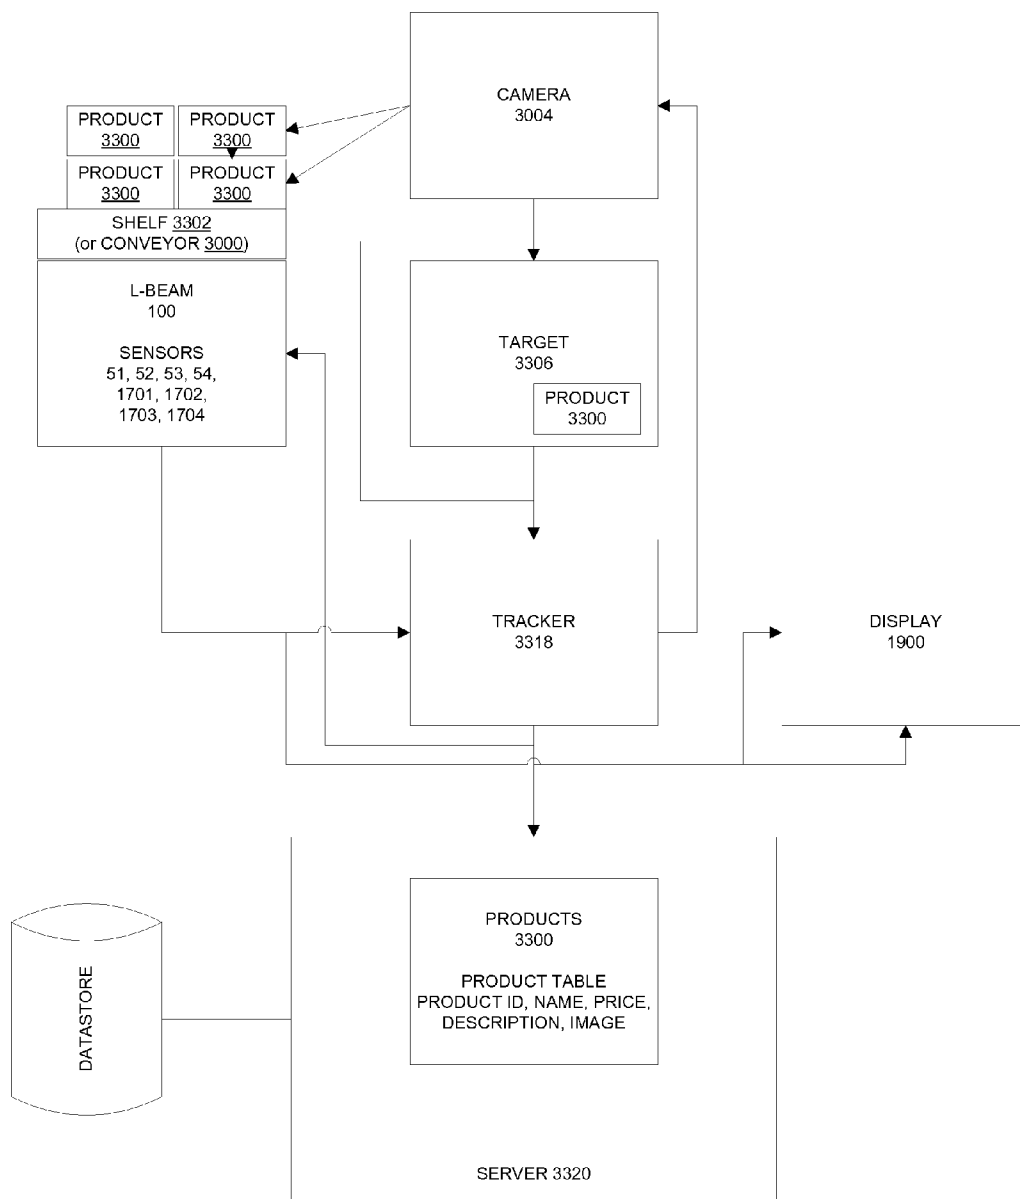 CAMERA
3004
PRODUCT
3300
PRODUCT
3300
PRODUCT
3300
PRODUCT
3300
SHELF 3302
(or CONVEYOR 3000)
L-BEAM
100
SENSORS
51, 52, 53, 54,
1701, 1702,
1703, 1704
TARGET
3306
PRODUCT
3300
TRACKER
3318
DISPLAY
1900
PRODUCTS
3300
PRODUCT TABLE
PRODUCT ID, NAME, PRICE,
DESCRIPTION, IMAGE
DATASTORE
SERVER 3320